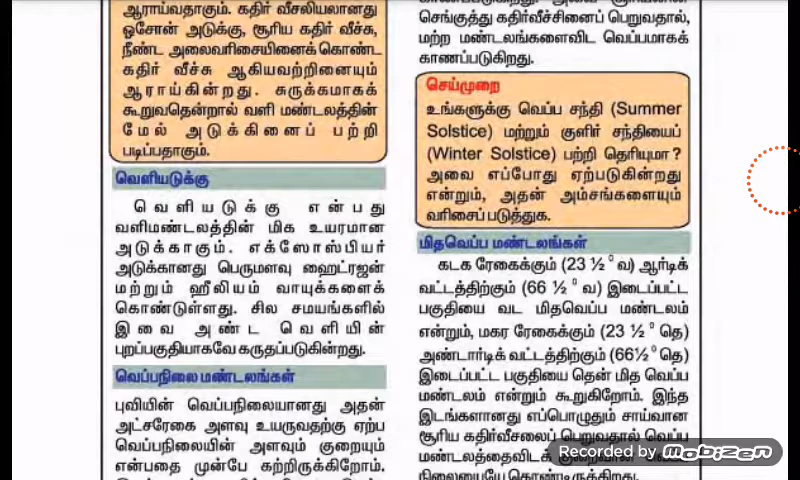 ஆராய்வதாகும். கதிர் வீசலியலானது
ஒசோன் அடுக்கு, சூரிய கதிர் வீச்சு,
நீண்ட அலைவரிசையினைக் கொண்ட
கதிர் வீச்சு ஆகியவற்றினையும்
ஆராய்கின்றது. சுருக்கமாகக்
கூறுவதென்றால் வளி மண்டலத்தின்
மேல் அடுக்கினைப் பற்றி
படிப்பதாகும்.
வெளியடுக்கு
வெளியடுக்கு என்பது
வளிமண்டலத்தின் மிக உயரமான
அடுக்காகும். எக்ஸோஸ்பியர்
அடுக்கானது பெருமளவு ஹைட்ரஜன்
மற்றும் ஹீலியம் வாயுக்களைக்
கொண்டுள்ளது. சில சமயங்களில்
இவை அண்ட வெளியின்
புறப்பகுதியாகவே கருதப்படுகின்றது.
வெப்பநிலை மண்டலங்கள்
புவியின் வெப்பநிலையானது அதன்
அட்சரேகை அளவு உயருவதற்கு ஏற்ப
வெப்பநிலையின் அளவும் குறையும்
என்பதை முன்பே கற்றிருக்கிறோம்.
செங்குத்து கதிர்வீச்சினைப் பெறுவதால்,
மற்ற மண்டலங்களைவிட வெப்பமாகக்
காணப்படுகிறது.
செய்முறை
உங்களுக்கு வெப்ப சந்தி (Summer
Solstice) மற்றும் குளிர் சந்தியைப்
(Winter Solstice) பற்றி தெரியுமா?
அவை எப்போது ஏற்படுகின்றது
என்றும், அதன் அம்சங்களையும்
வரிசைப்படுத்துக.
மிதவெப்ப மண்டலங்கள்
கடக ரேகைக்கும் (23 ½ ⁰ வ) ஆர்டிக்
வட்டத்திற்கும் (66 ½ ⁰ வ) இடைப்பட்ட
பகுதியை வட மிதவெப்ப மண்டலம்
என்றும், மகர ரேகைக்கும் (23 ½ ⁰ தெ)
அண்டார்டிக் வட்டத்திற்கும் (66½ ⁰ தெ)
இடைப்பட்ட பகுதியை தென் மித வெப்ப
மண்டலம் என்றும் கூறுகிறோம். இந்த
இடங்களானது எப்பொழுதும் சாய்வான
சூரிய கதிர்வீசலைப் பெறுவதால் வெப்ப
மண்டலத்தைவிடக்
நிலையையே கொண்டிருக்கிறது.
Recorded by mobizen